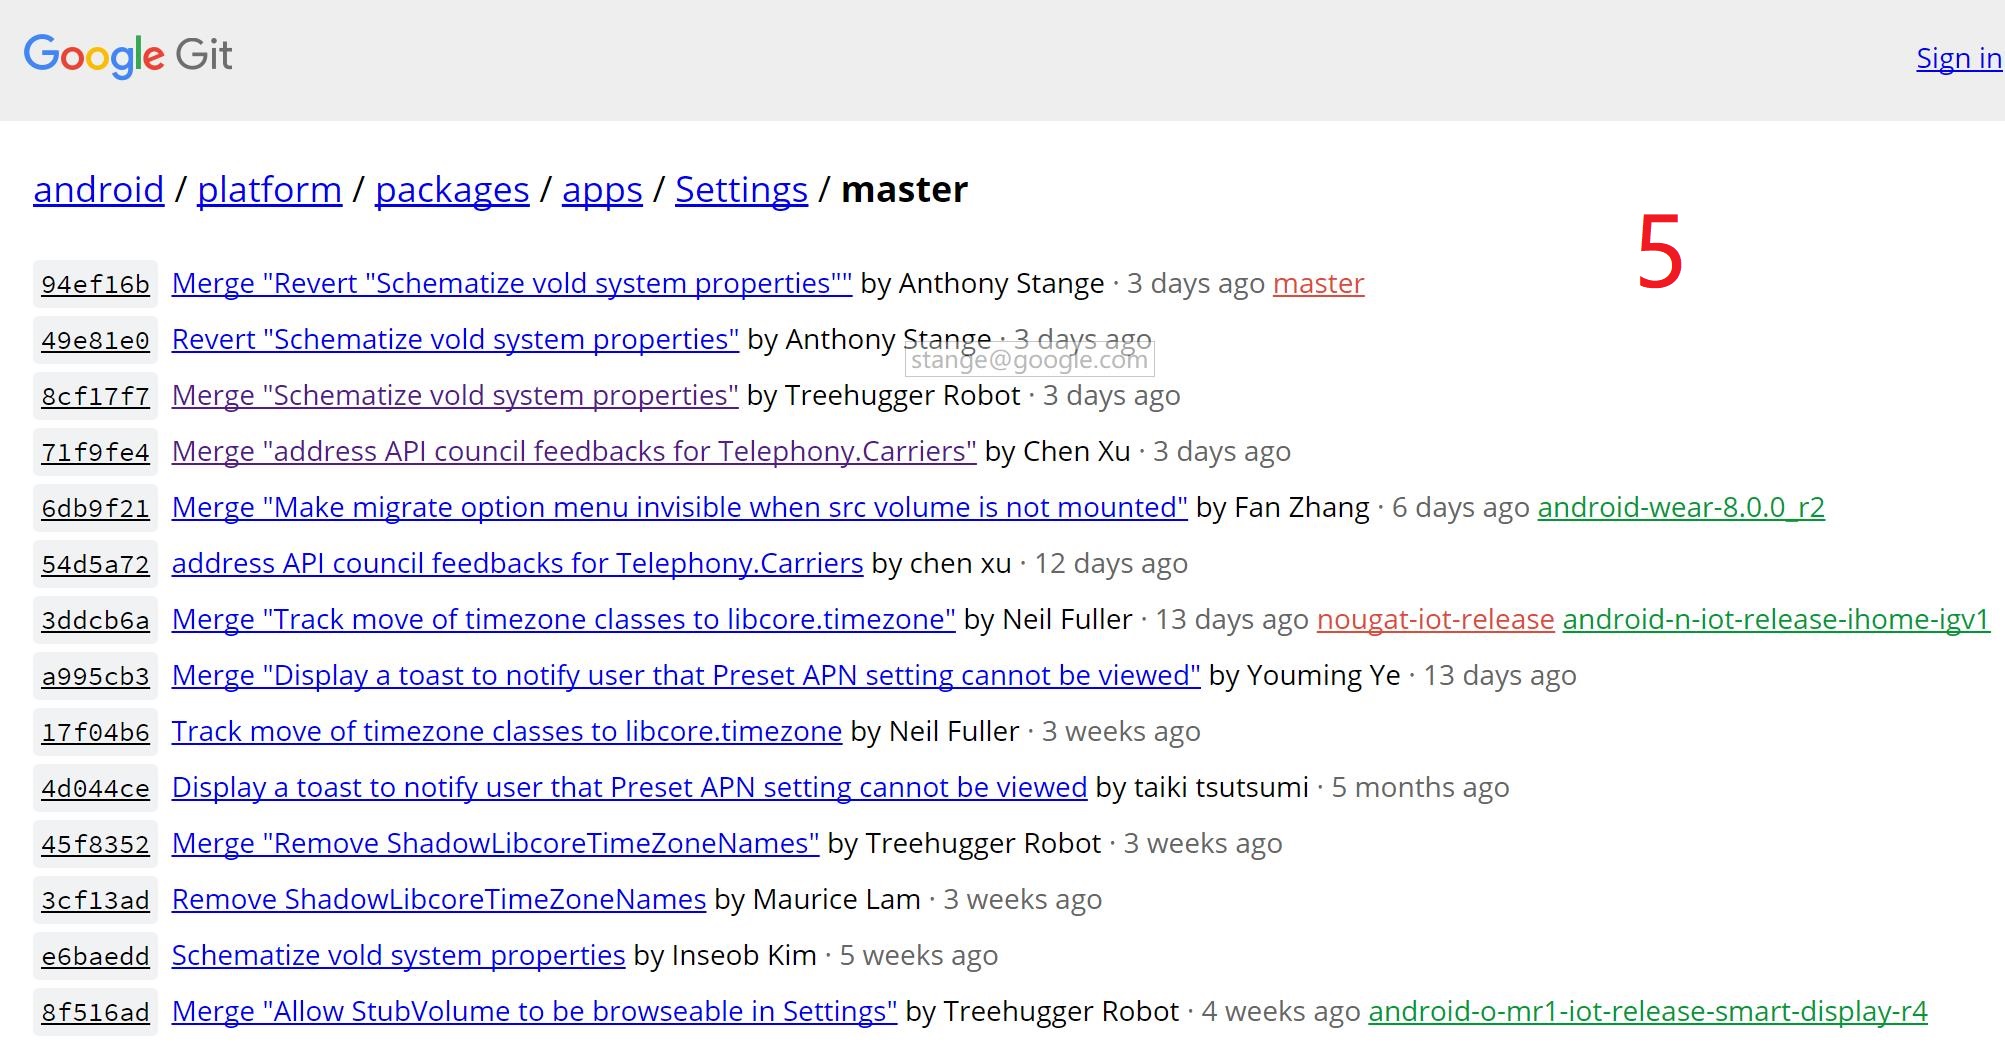 Google Git
Sign in
android / platform / packages / apps / Settings / master
5
94ef16b Merge "Revert "Schematize vold system properties"" by Anthony Stange · 3 days ago master
49e81e0 Revert "Schematize vold system properties" by Anthony Stange · 3 days ago
stange@google.com
8cf17f7 Merge "Schematize vold system properties" by Treehugger Robot · 3 days ago
71f9fe4 Merge "address API council feedbacks for Telephony.Carriers" by Chen Xu · 3 days ago
6db9f21 Merge "Make migrate option menu invisible when src volume is not mounted" by Fan Zhang · 6 days ago android-wear-8.0.0_r2
54d5a72 address API council feedbacks for Telephony.Carriers by chen xu · 12 days ago
3ddcb6a Merge "Track move of timezone classes to libcore.timezone" by Neil Fuller · 13 days ago nougat-iot-release android-n-iot-release-ihome-igv1
a995cb3 Merge "Display a toast to notify user that Preset APN setting cannot be viewed" by Youming Ye · 13 days ago
17f04b6 Track move of timezone classes to libcore.timezone by Neil Fuller · 3 weeks ago
4d044ce Display a toast to notify user that Preset APN setting cannot be viewed by taiki tsutsumi · 5 months ago
45f8352 Merge "Remove ShadowLibcoreTimeZoneNames" by Treehugger Robot · 3 weeks ago
3cf13ad Remove ShadowLibcoreTimeZoneNames by Maurice Lam · 3 weeks ago
e6baedd Schematize vold system properties by Inseob Kim · 5 weeks ago
8f516ad Merge "Allow StubVolume to be browseable in Settings" by Treehugger Robot · 4 weeks ago android-o-mr1-iot-release-smart-display-r4